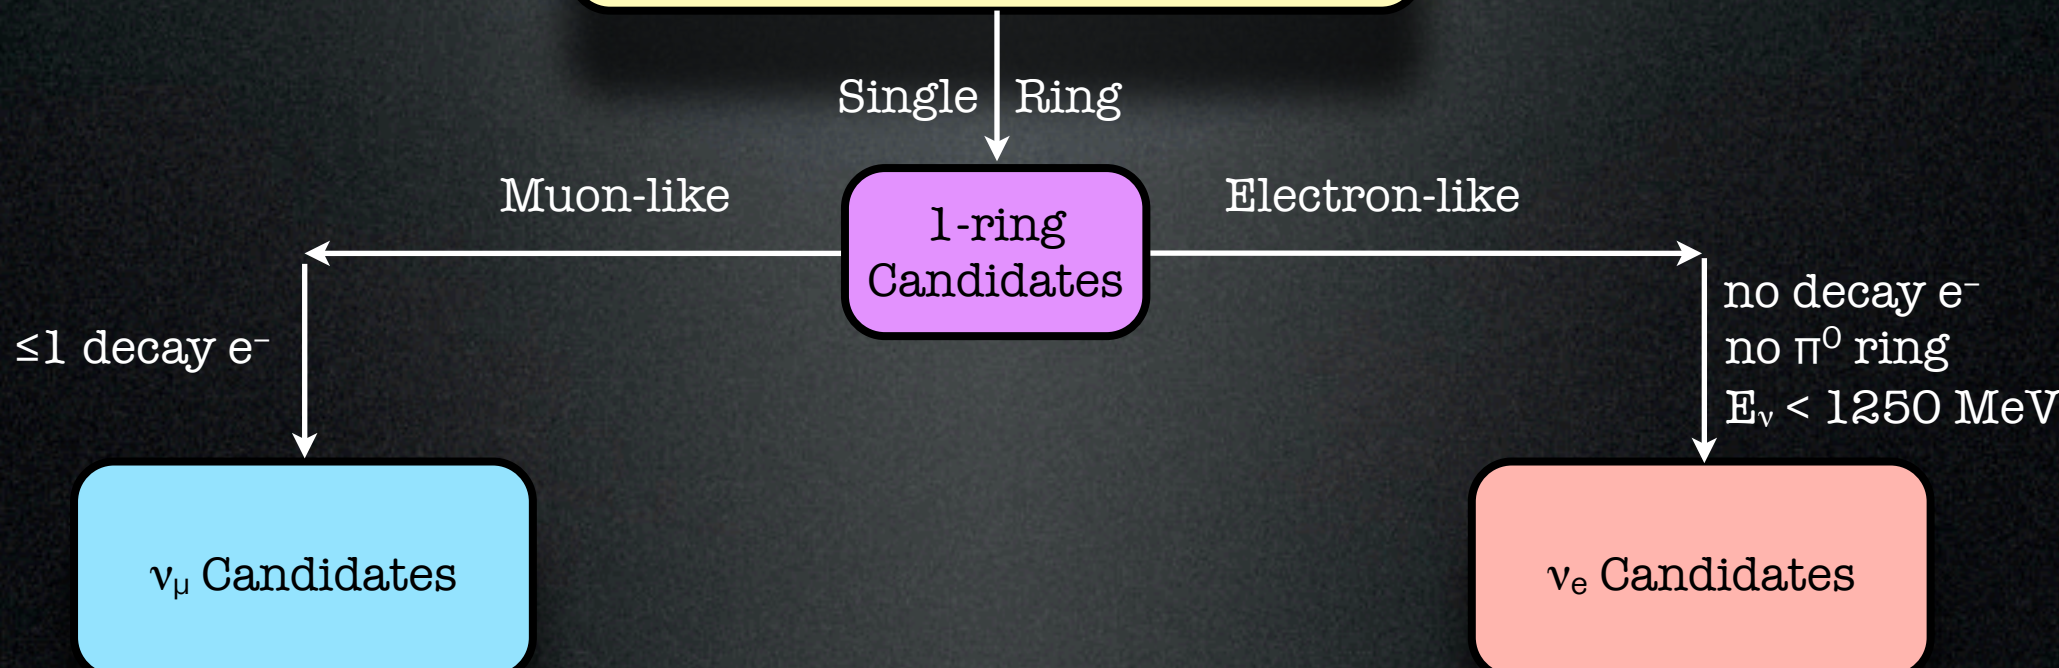 Single Ring
Muon-like
1-ring
Candidates
Electron-like
≤1 decay e⁻
no decay e⁻
no π⁰ ring
Eᵥ < 1250 MeV
νμ Candidates
νe Candidates